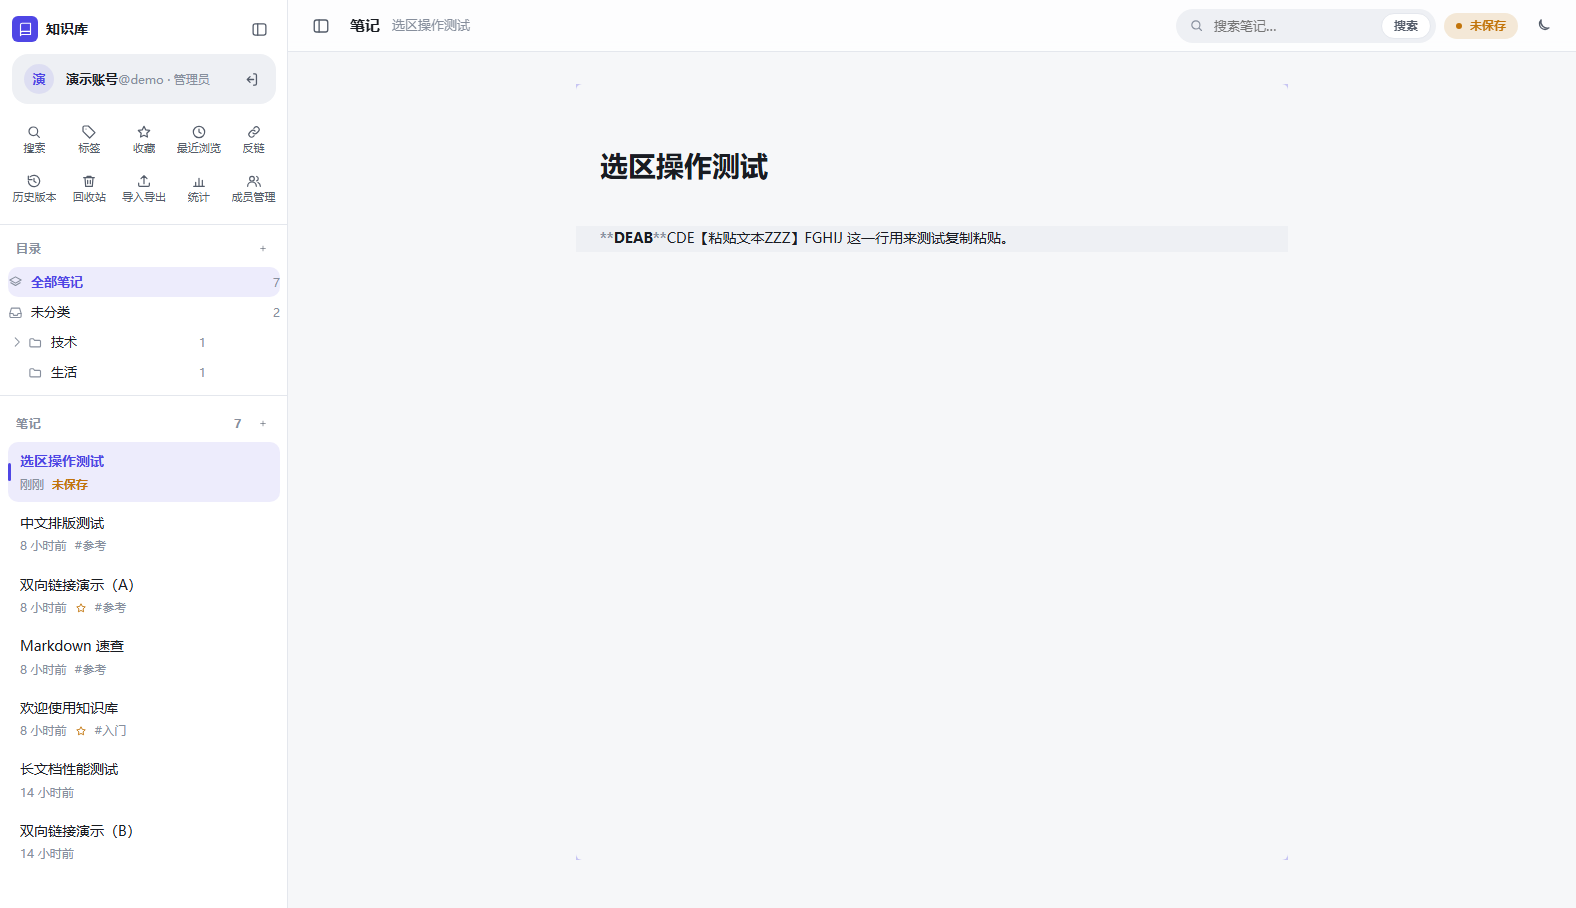 知识库
演 演示账号@demo · 管理员
搜索 标签 收藏 最近浏览 反链
历史版本 回收站 导入导出 统计 成员管理
目录 +
全部笔记 7
未分类 2
技术 1
生活 1
笔记 7 +
选区操作测试
刚刚 未保存
中文排版测试
8 小时前 #参考
双向链接演示（A）
8 小时前 #参考
Markdown 速查
8 小时前 #参考
欢迎使用知识库
8 小时前 #入门
长文档性能测试
14 小时前
双向链接演示（B）
14 小时前
笔记 选区操作测试
搜索笔记... 搜索 未保存
选区操作测试
**DEAB**CDE【粘贴文本ZZZ】FGHIJ 这一行用来测试复制粘贴。